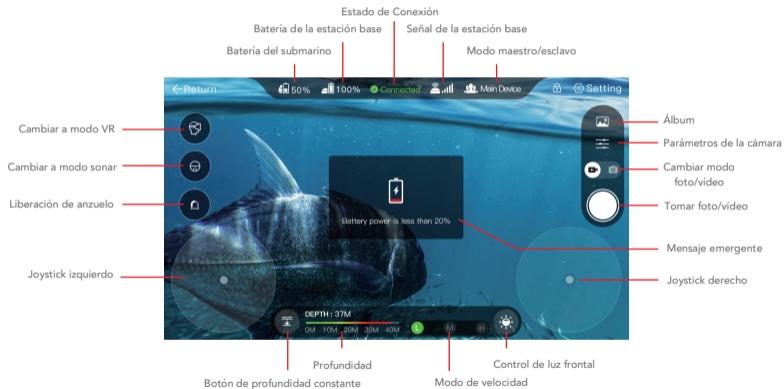 Estado de Conexión
Batería de la estación base
Señal de la estación base
Batería del submarino
Modo maestro/esclavo
Return
50%
100%
Connected
Main Device
Setting
Cambiar a modo VR
Cambiar a modo sonar
Liberación de anzuelo
Joystick izquierdo
Álbum
Parámetros de la cámara
Cambiar modo
foto/vídeo
Tomar foto/vídeo
Mensaje emergente
Joystick derecho
Battery power is less than 20%
DEPTH : 37M
0M 10M 20M 30M 40M
L M H
Profundidad
Control de luz frontal
Botón de profundidad constante
Modo de velocidad